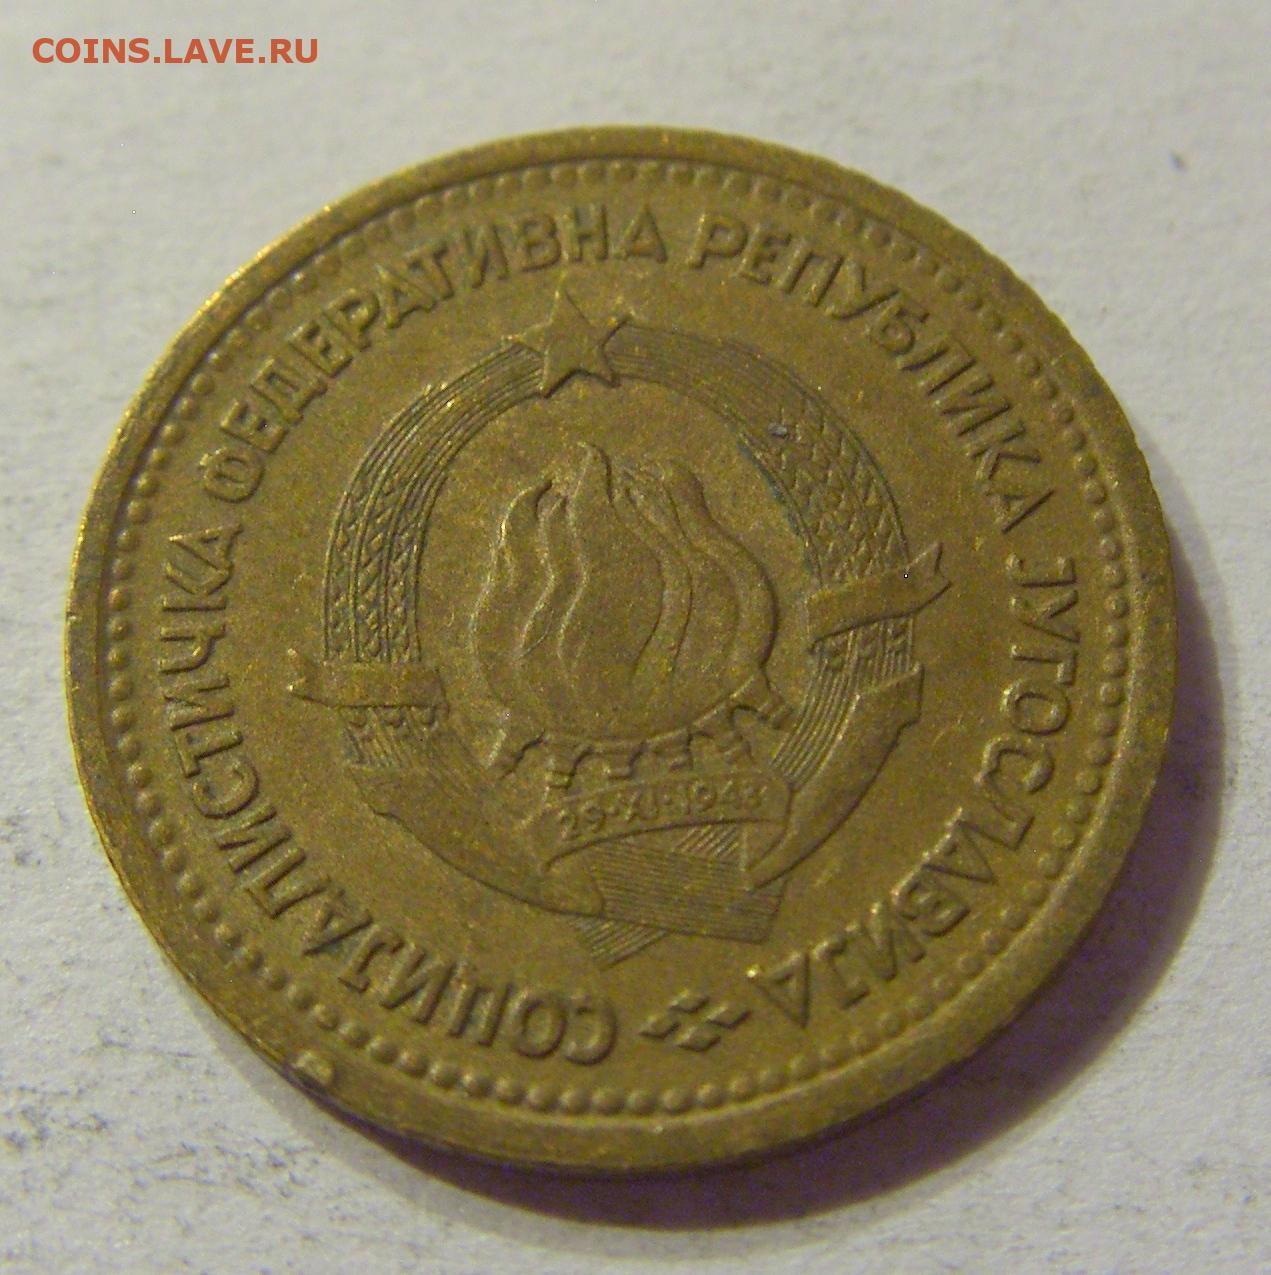 COINS.LAVE.RU
СОЦИЈАЛИСТИЧКА ФЕДЕРАТИВНА РЕПУБЛИКА ЈУГОСЛАВИЈА
29·XI·1943